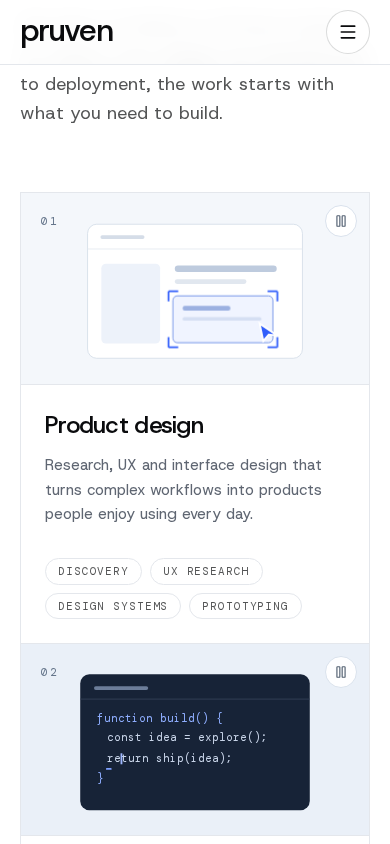 pruven
to deployment, the work starts with
what you need to build.
01
Product design
Research, UX and interface design that
turns complex workflows into products
people enjoy using every day.
DISCOVERY
UX RESEARCH
DESIGN SYSTEMS
PROTOTYPING
02
function build() {
const idea = explore();
return ship(idea);
}